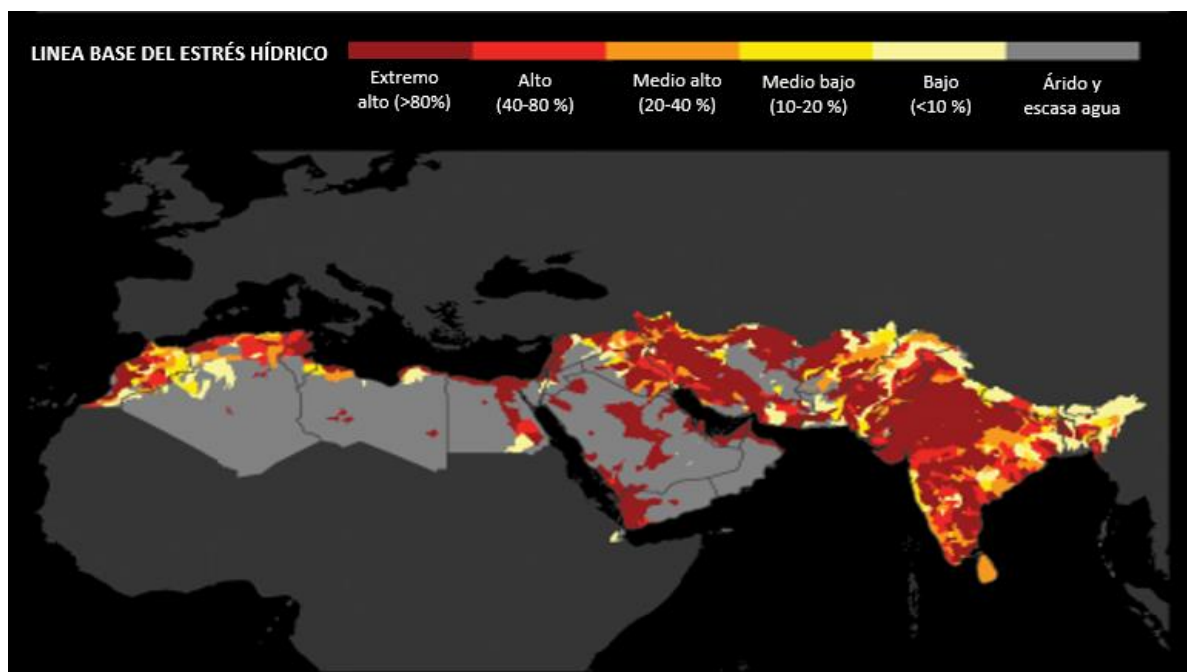 LINEA BASE DEL ESTRÉS HÍDRICO
Extremo
alto (>80%)
Alto
(40-80 %)
Medio alto
(20-40 %)
Medio bajo
(10-20 %)
Bajo
(<10 %)
Árido y
escasa agua